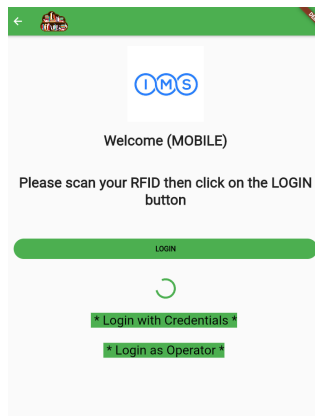 IMS
Welcome (MOBILE)
Please scan your RFID then click on the LOGIN
button
LOGIN
* Login with Credentials *
* Login as Operator *